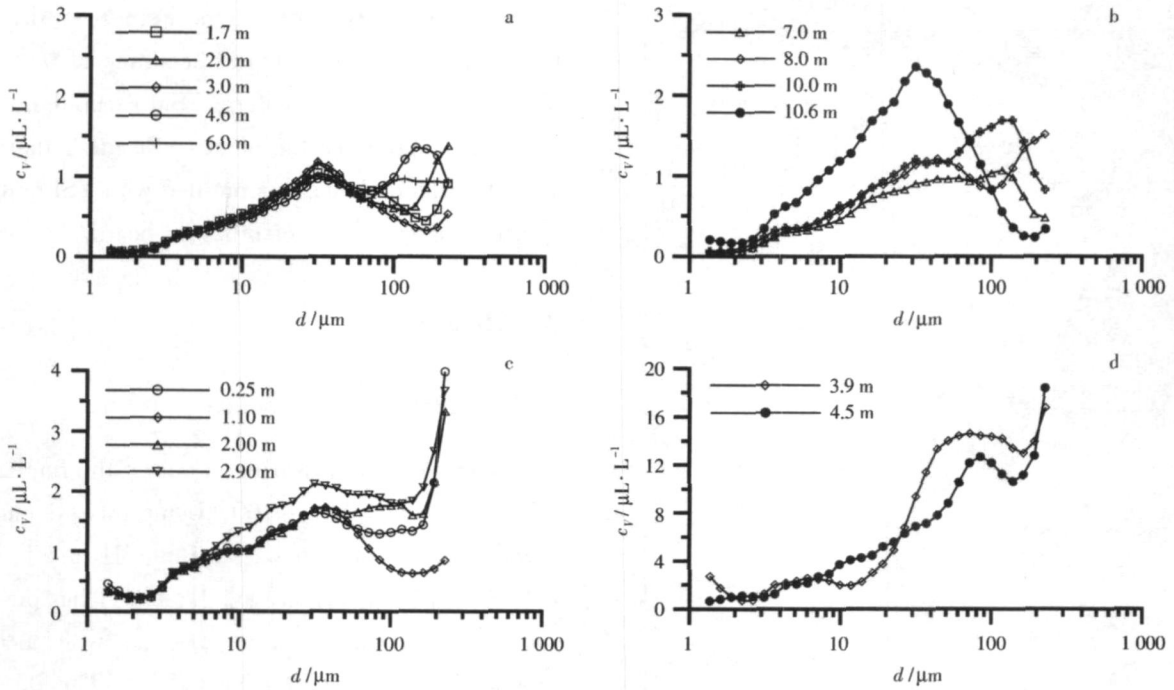 a
3
2
1
0
c_V / μL · L⁻¹
1.7 m
2.0 m
3.0 m
4.6 m
6.0 m
1 10 100 1 000
d /μm
b
3
2
1
0
c_V / μL · L⁻¹
7.0 m
8.0 m
10.0 m
10.6 m
1 10 100 1 000
d /μm
c
4
3
2
1
0
c_V / μL · L⁻¹
0.25 m
1.10 m
2.00 m
2.90 m
1 10 100 1 000
d /μm
d
20
16
12
8
4
0
c_V / μL · L⁻¹
3.9 m
4.5 m
1 10 100 1 000
d /μm